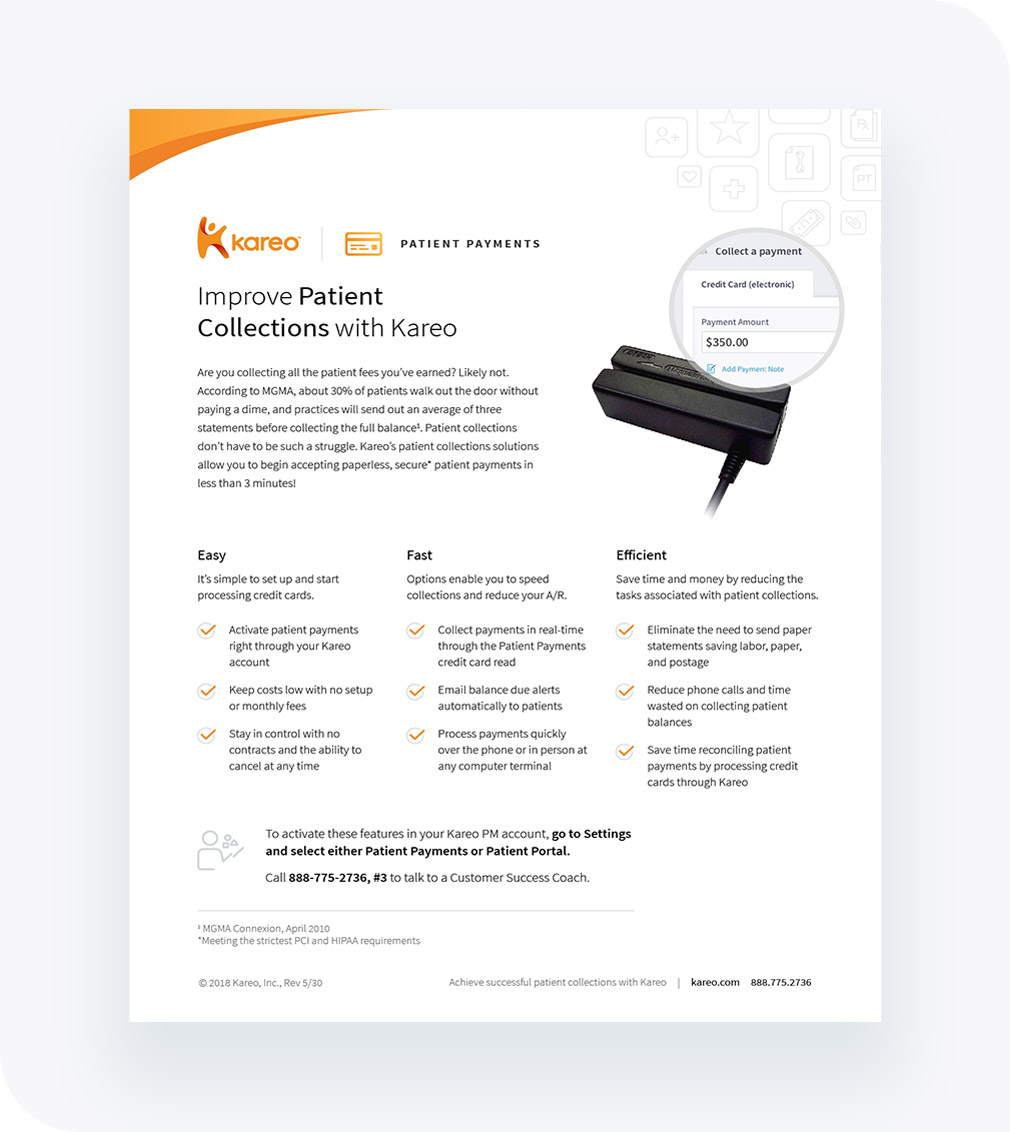 Rx
PT
kareo™
PATIENT PAYMENTS
Collect a payment
Credit Card (electronic)
Payment Amount
$350.00
Add Payment Note
Improve Patient
Collections with Kareo
Are you collecting all the patient fees you've earned? Likely not.
According to MGMA, about 30% of patients walk out the door without
paying a dime, and practices will send out an average of three
statements before collecting the full balance¹. Patient collections
don't have to be such a struggle. Kareo's patient collections solutions
allow you to begin accepting paperless, secure* patient payments in
less than 3 minutes!
Easy
It's simple to set up and start
processing credit cards.
Activate patient payments
right through your Kareo
account
Keep costs low with no setup
or monthly fees
Stay in control with no
contracts and the ability to
cancel at any time
Fast
Options enable you to speed
collections and reduce your A/R.
Collect payments in real-time
through the Patient Payments
credit card read
Email balance due alerts
automatically to patients
Process payments quickly
over the phone or in person at
any computer terminal
Efficient
Save time and money by reducing the
tasks associated with patient collections.
Eliminate the need to send paper
statements saving labor, paper,
and postage
Reduce phone calls and time
wasted on collecting patient
balances
Save time reconciling patient
payments by processing credit
cards through Kareo
To activate these features in your Kareo PM account, go to Settings
and select either Patient Payments or Patient Portal.
Call 888-775-2736, #3 to talk to a Customer Success Coach.
¹ MGMA Connexion, April 2010
*Meeting the strictest PCI and HIPAA requirements
© 2018 Kareo, Inc., Rev 5/30
Achieve successful patient collections with Kareo | kareo.com 888.775.2736